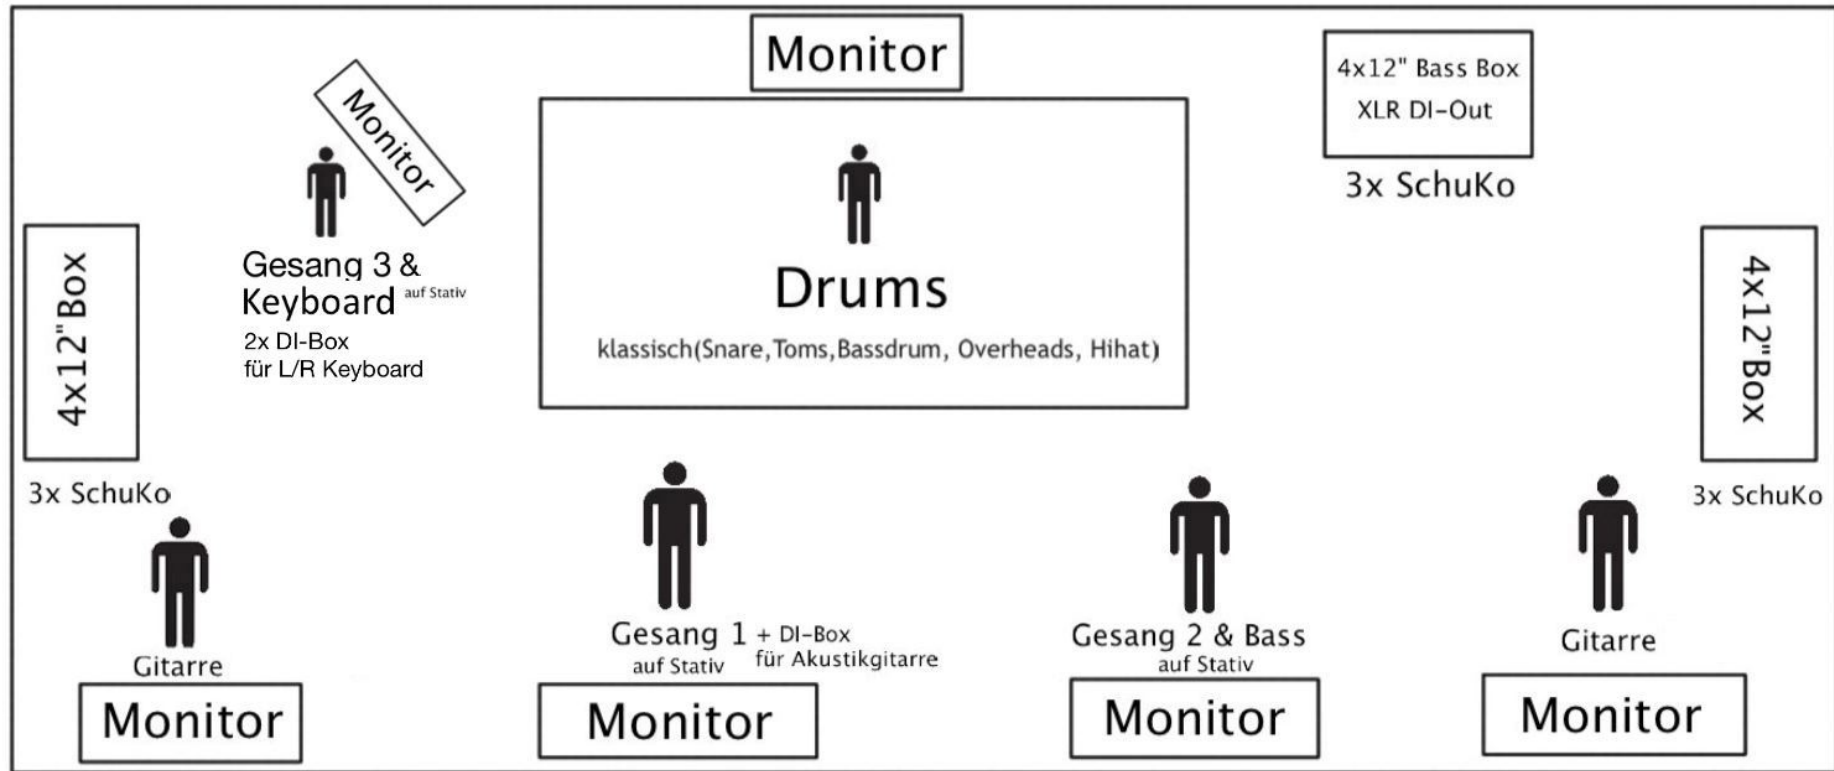 Monitor
4x12" Bass Box
XLR DI-Out
3x SchuKo
Monitor
Gesang 3 &
Keyboard auf Stativ
2x DI-Box
für L/R Keyboard
4x12"Box
3x SchuKo
Drums
klassisch(Snare,Toms,Bassdrum, Overheads, Hihat)
4x12"Box
3x SchuKo
Gitarre
Monitor
Gesang 1 + DI-Box
auf Stativ für Akustikgitarre
Monitor
Gesang 2 & Bass
auf Stativ
Monitor
Gitarre
Monitor